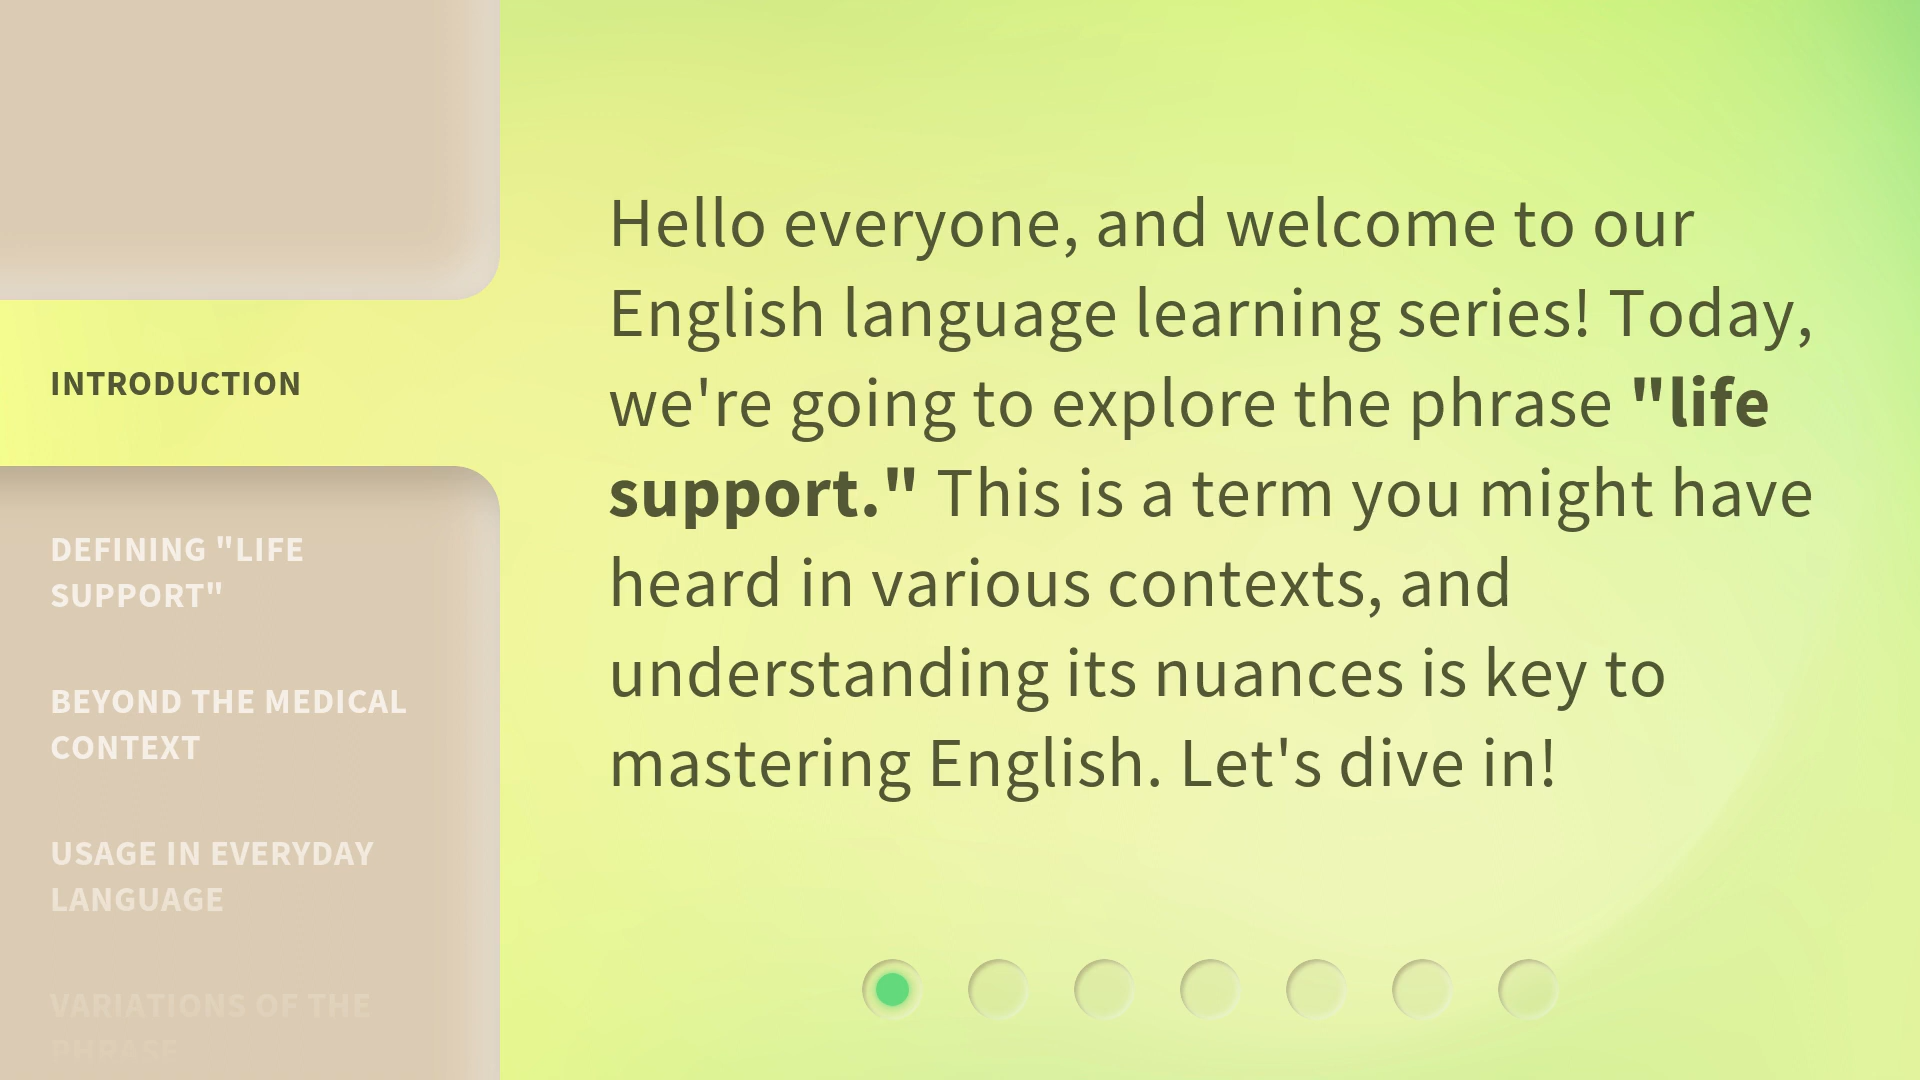 INTRODUCTION
DEFINING "LIFE
SUPPORT"
BEYOND THE MEDICAL
CONTEXT
USAGE IN EVERYDAY
LANGUAGE
VARIATIONS OF THE
PHRASE
Hello everyone, and welcome to our
English language learning series! Today,
we're going to explore the phrase "life
support." This is a term you might have
heard in various contexts, and
understanding its nuances is key to
mastering English. Let's dive in!